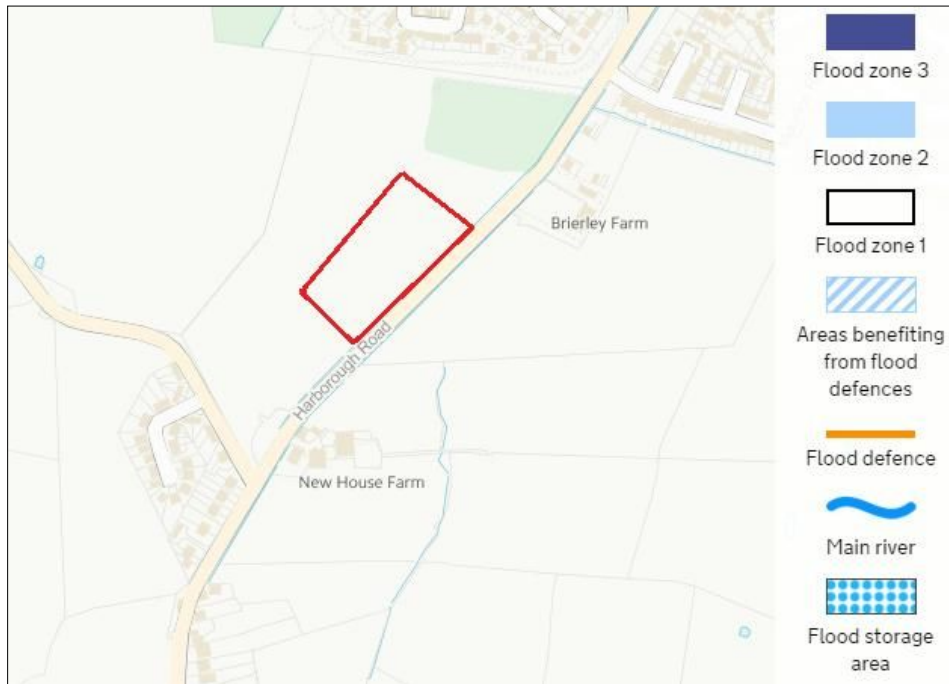 Brierley Farm
Harborough Road
New House Farm
Flood zone 3
Flood zone 2
Flood zone 1
Areas benefiting
from flood
defences
Flood defence
Main river
Flood storage
area